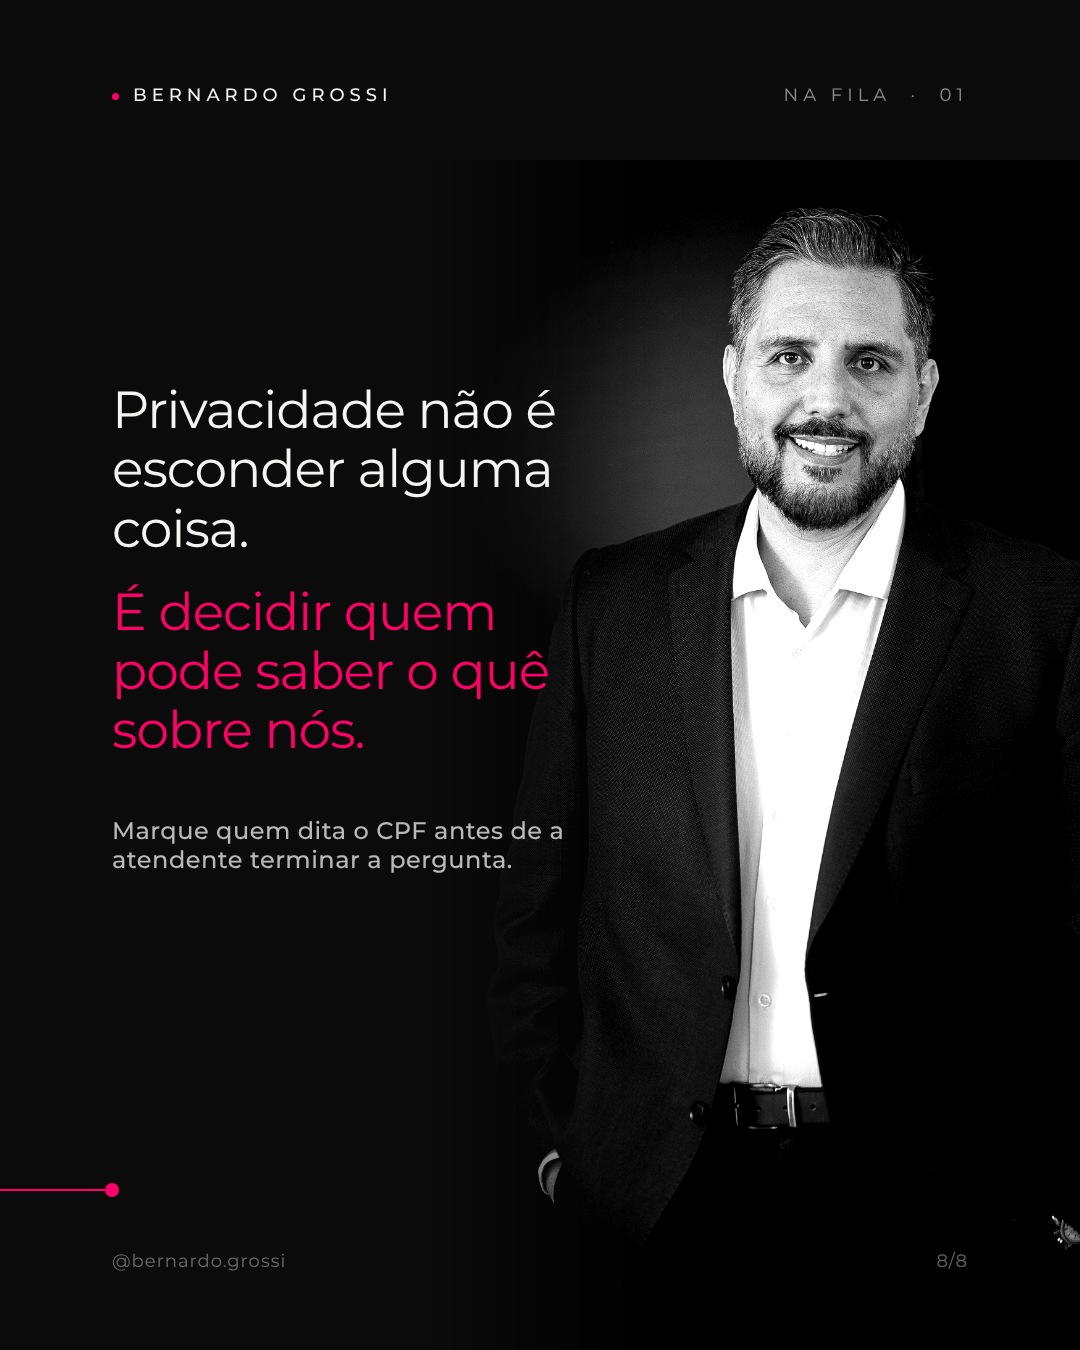 BERNARDO GROSSI
NA FILA · 01
Privacidade não é
esconder alguma
coisa.
É decidir quem
pode saber o quê
sobre nós.
Marque quem dita o CPF antes de a
atendente terminar a pergunta.
@bernardo.grossi
8/8